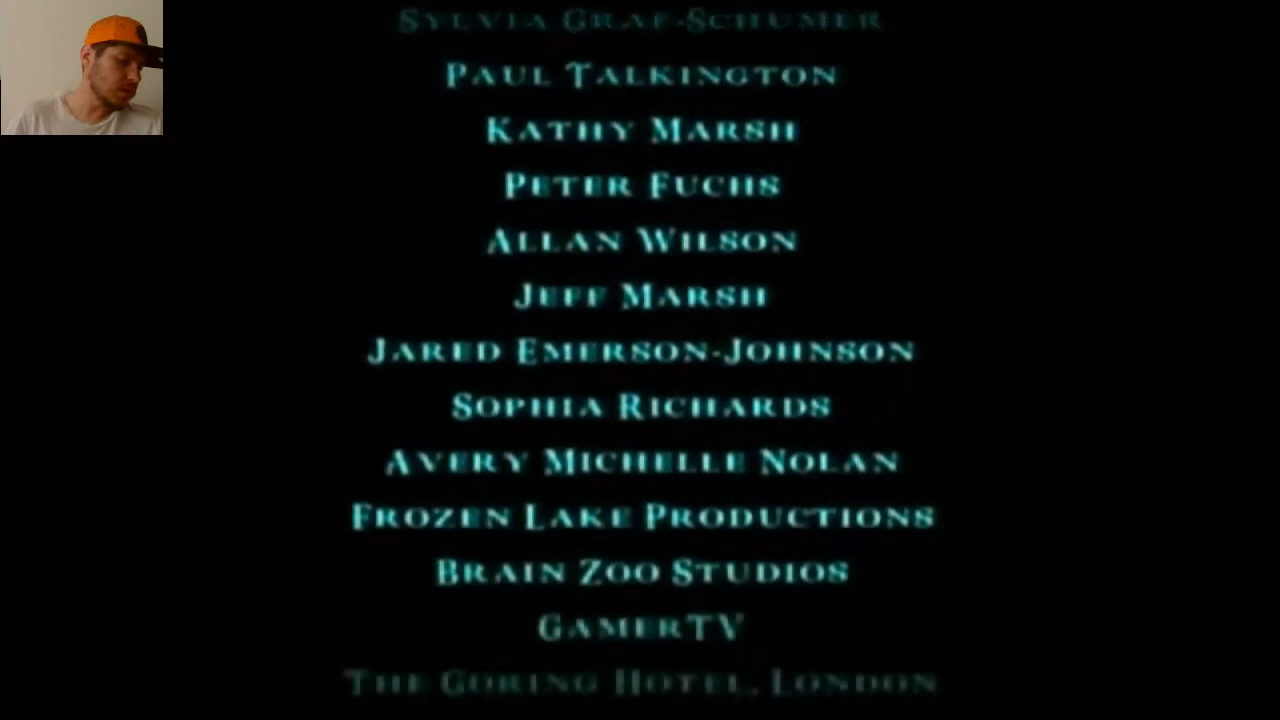 Sylvia Graf-Schumer
Paul Talkington
Kathy Marsh
Peter Fuchs
Allan Wilson
Jeff Marsh
Jared Emerson-Johnson
Sophia Richards
Avery Michelle Nolan
Frozen Lake Productions
Brain Zoo Studios
GamerTV
The Goring Hotel, London